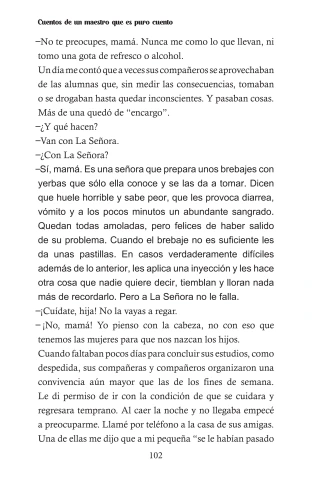 Cuentos de un maestro que es puro cuento
–No te preocupes, mamá. Nunca me como lo que llevan, ni
tomo una gota de refresco o alcohol.
Un día me contó que a veces sus compañeros se aprovechaban
de las alumnas que, sin medir las consecuencias, tomaban
o se drogaban hasta quedar inconscientes. Y pasaban cosas.
Más de una quedó de “encargo”.
–¿Y qué hacen?
–Van con La Señora.
–¿Con La Señora?
–Sí, mamá. Es una señora que prepara unos brebajes con
yerbas que sólo ella conoce y se las da a tomar. Dicen
que huele horrible y sabe peor, que les provoca diarrea,
vómito y a los pocos minutos un abundante sangrado.
Quedan todas amoladas, pero felices de haber salido
de su problema. Cuando el brebaje no es suficiente les
da unas pastillas. En casos verdaderamente difíciles
además de lo anterior, les aplica una inyección y les hace
otra cosa que nadie quiere decir, tiemblan y lloran nada
más de recordarlo. Pero a La Señora no le falla.
–¡Cuídate, hija! No la vayas a regar.
–¡No, mamá! Yo pienso con la cabeza, no con eso que
tenemos las mujeres para que nos nazcan los hijos.
Cuando faltaban pocos días para concluir sus estudios, como
despedida, sus compañeras y compañeros organizaron una
convivencia aún mayor que las de los fines de semana.
Le di permiso de ir con la condición de que se cuidara y
regresara temprano. Al caer la noche y no llegaba empecé
a preocuparme. Llamé por teléfono a la casa de sus amigas.
Una de ellas me dijo que a mi pequeña “se le habían pasado
102